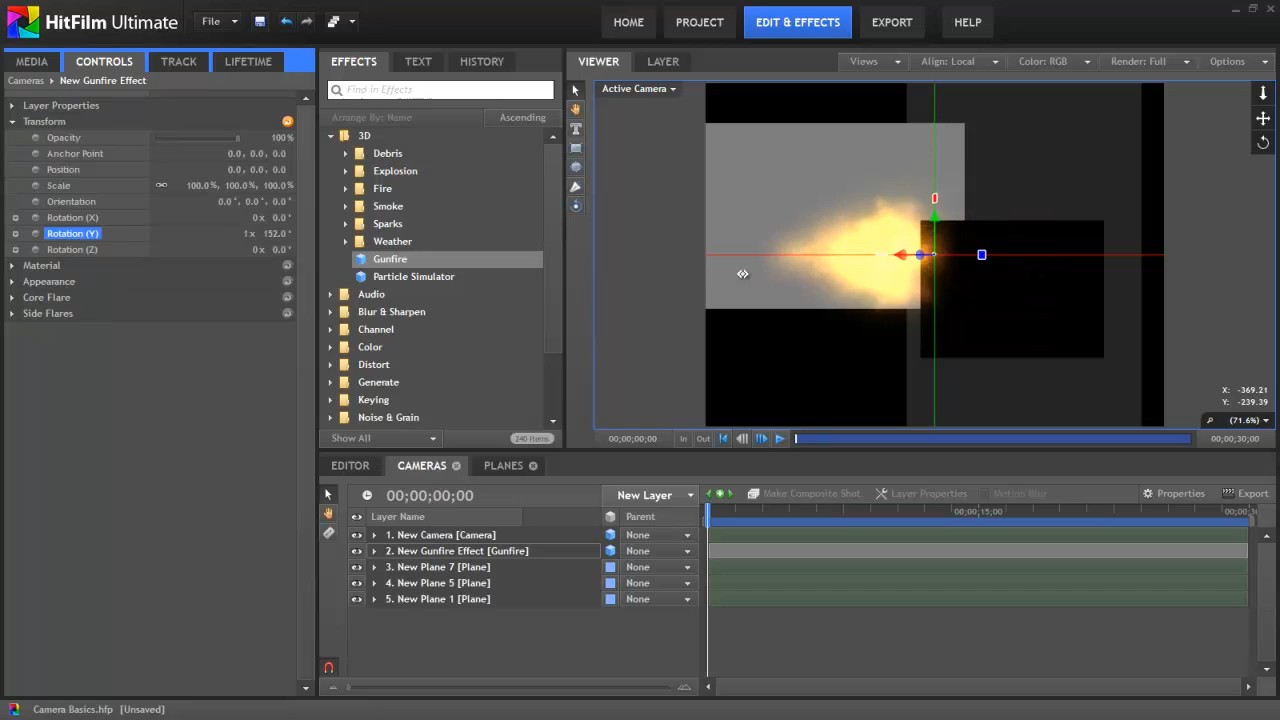 HitFilm Ultimate
File
HOME
PROJECT
EDIT & EFFECTS
EXPORT
HELP
MEDIA
CONTROLS
TRACK
LIFETIME
Cameras
New Gunfire Effect
Layer Properties
Transform
Opacity 100%
Anchor Point 0.0, 0.0, 0.0
Position 0.0, 0.0, 0.0
Scale 100.0%, 100.0%, 100.0%
Orientation 0.0°, 0.0°, 0.0°
Rotation (X) 0x 0.0°
Rotation (Y) 1x 152.0°
Rotation (Z) 0x 0.0°
Material
Appearance
Core Flare
Side Flares
EFFECTS
TEXT
HISTORY
Find in Effects
Arrange By: Name
Ascending
3D
Debris
Explosion
Fire
Smoke
Sparks
Weather
Gunfire
Particle Simulator
Audio
Blur & Sharpen
Channel
Color
Distort
Generate
Keying
Noise & Grain
Show All
240 Items
VIEWER
LAYER
Views
Align: Local
Color: RGB
Render: Full
Options
Active Camera
X: -369.21
Y: -239.39
(71.6%)
00;00;00;00
In
Out
00;00;30;00
EDITOR
CAMERAS
PLANES
00;00;00;00
New Layer
Make Composite Shot
Layer Properties
Motion Blur
Properties
Export
Layer Name
Parent
00;00;15;00
00;00;30
1. New Camera [Camera] None
2. New Gunfire Effect [Gunfire] None
3. New Plane 7 [Plane] None
4. New Plane 5 [Plane] None
5. New Plane 1 [Plane] None
Camera Basics.hfp [Unsaved]